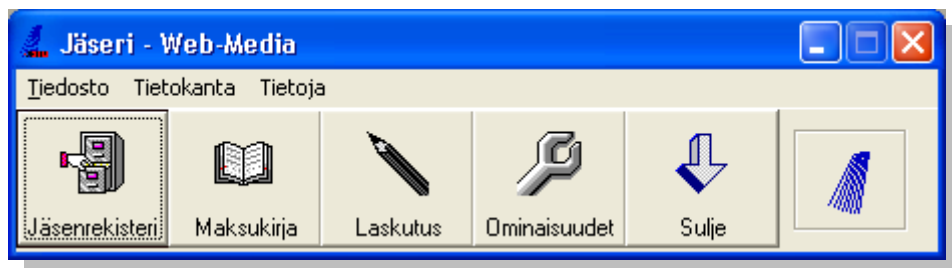 Jäseri - Web-Media
Tiedosto Tietokanta Tietoja
Jäsenrekisteri Maksukirja Laskutus Ominaisuudet Sulje